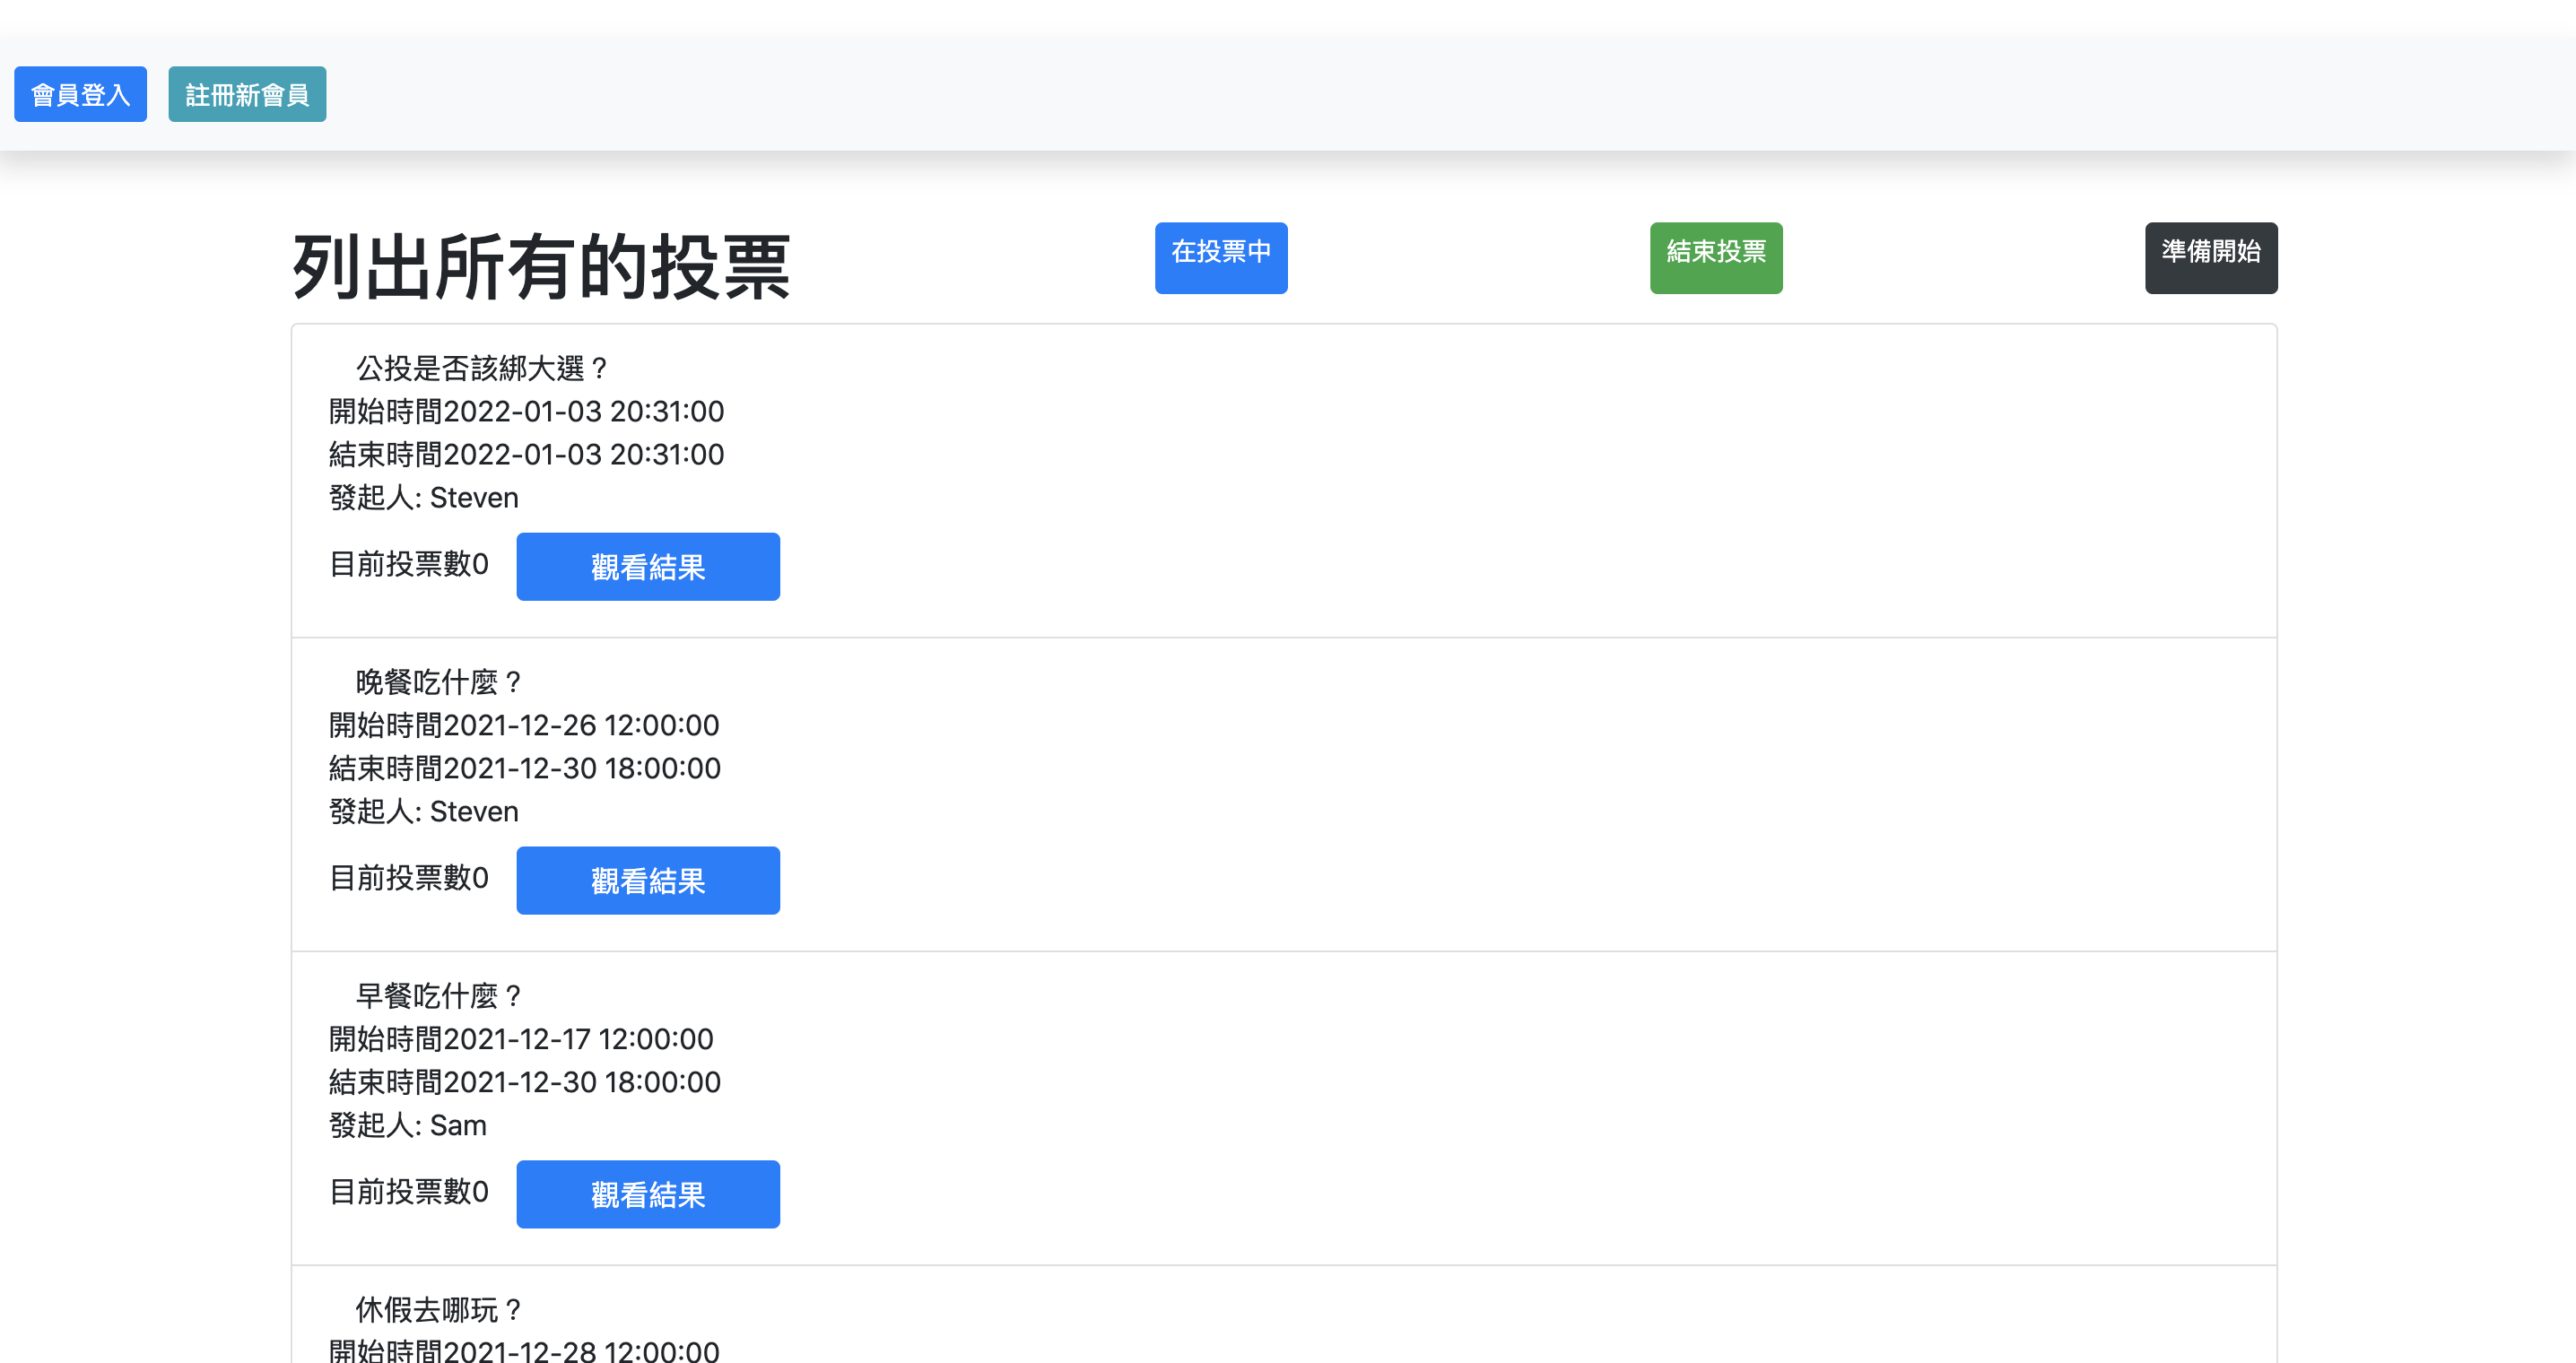 會員登入 註冊新會員
列出所有的投票 在投票中 結束投票 準備開始
公投是否該綁大選？
開始時間2022-01-03 20:31:00
結束時間2022-01-03 20:31:00
發起人: Steven
目前投票數0 觀看結果
晚餐吃什麼？
開始時間2021-12-26 12:00:00
結束時間2021-12-30 18:00:00
發起人: Steven
目前投票數0 觀看結果
早餐吃什麼？
開始時間2021-12-17 12:00:00
結束時間2021-12-30 18:00:00
發起人: Sam
目前投票數0 觀看結果
休假去哪玩？
開始時間2021-12-28 12:00:00